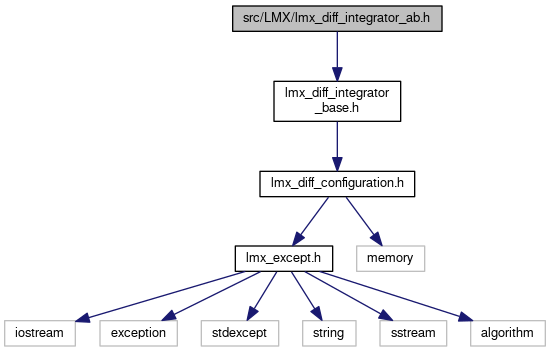 src/LMX/lmx_diff_integrator_ab.h
lmx_diff_integrator
_base.h
lmx_diff_configuration.h
lmx_except.h
memory
iostream
exception
stdexcept
string
sstream
algorithm